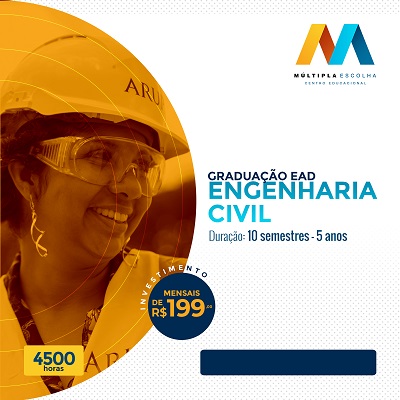 MÚLTIPLA ESCOLHA
CENTRO EDUCACIONAL
ARU
GRADUAÇÃO EAD
ENGENHARIA
CIVIL
Duração: 10 semestres - 5 anos
INVESTIMENTO
MENSAIS
DE
R$199,00
ARU
4500
horas